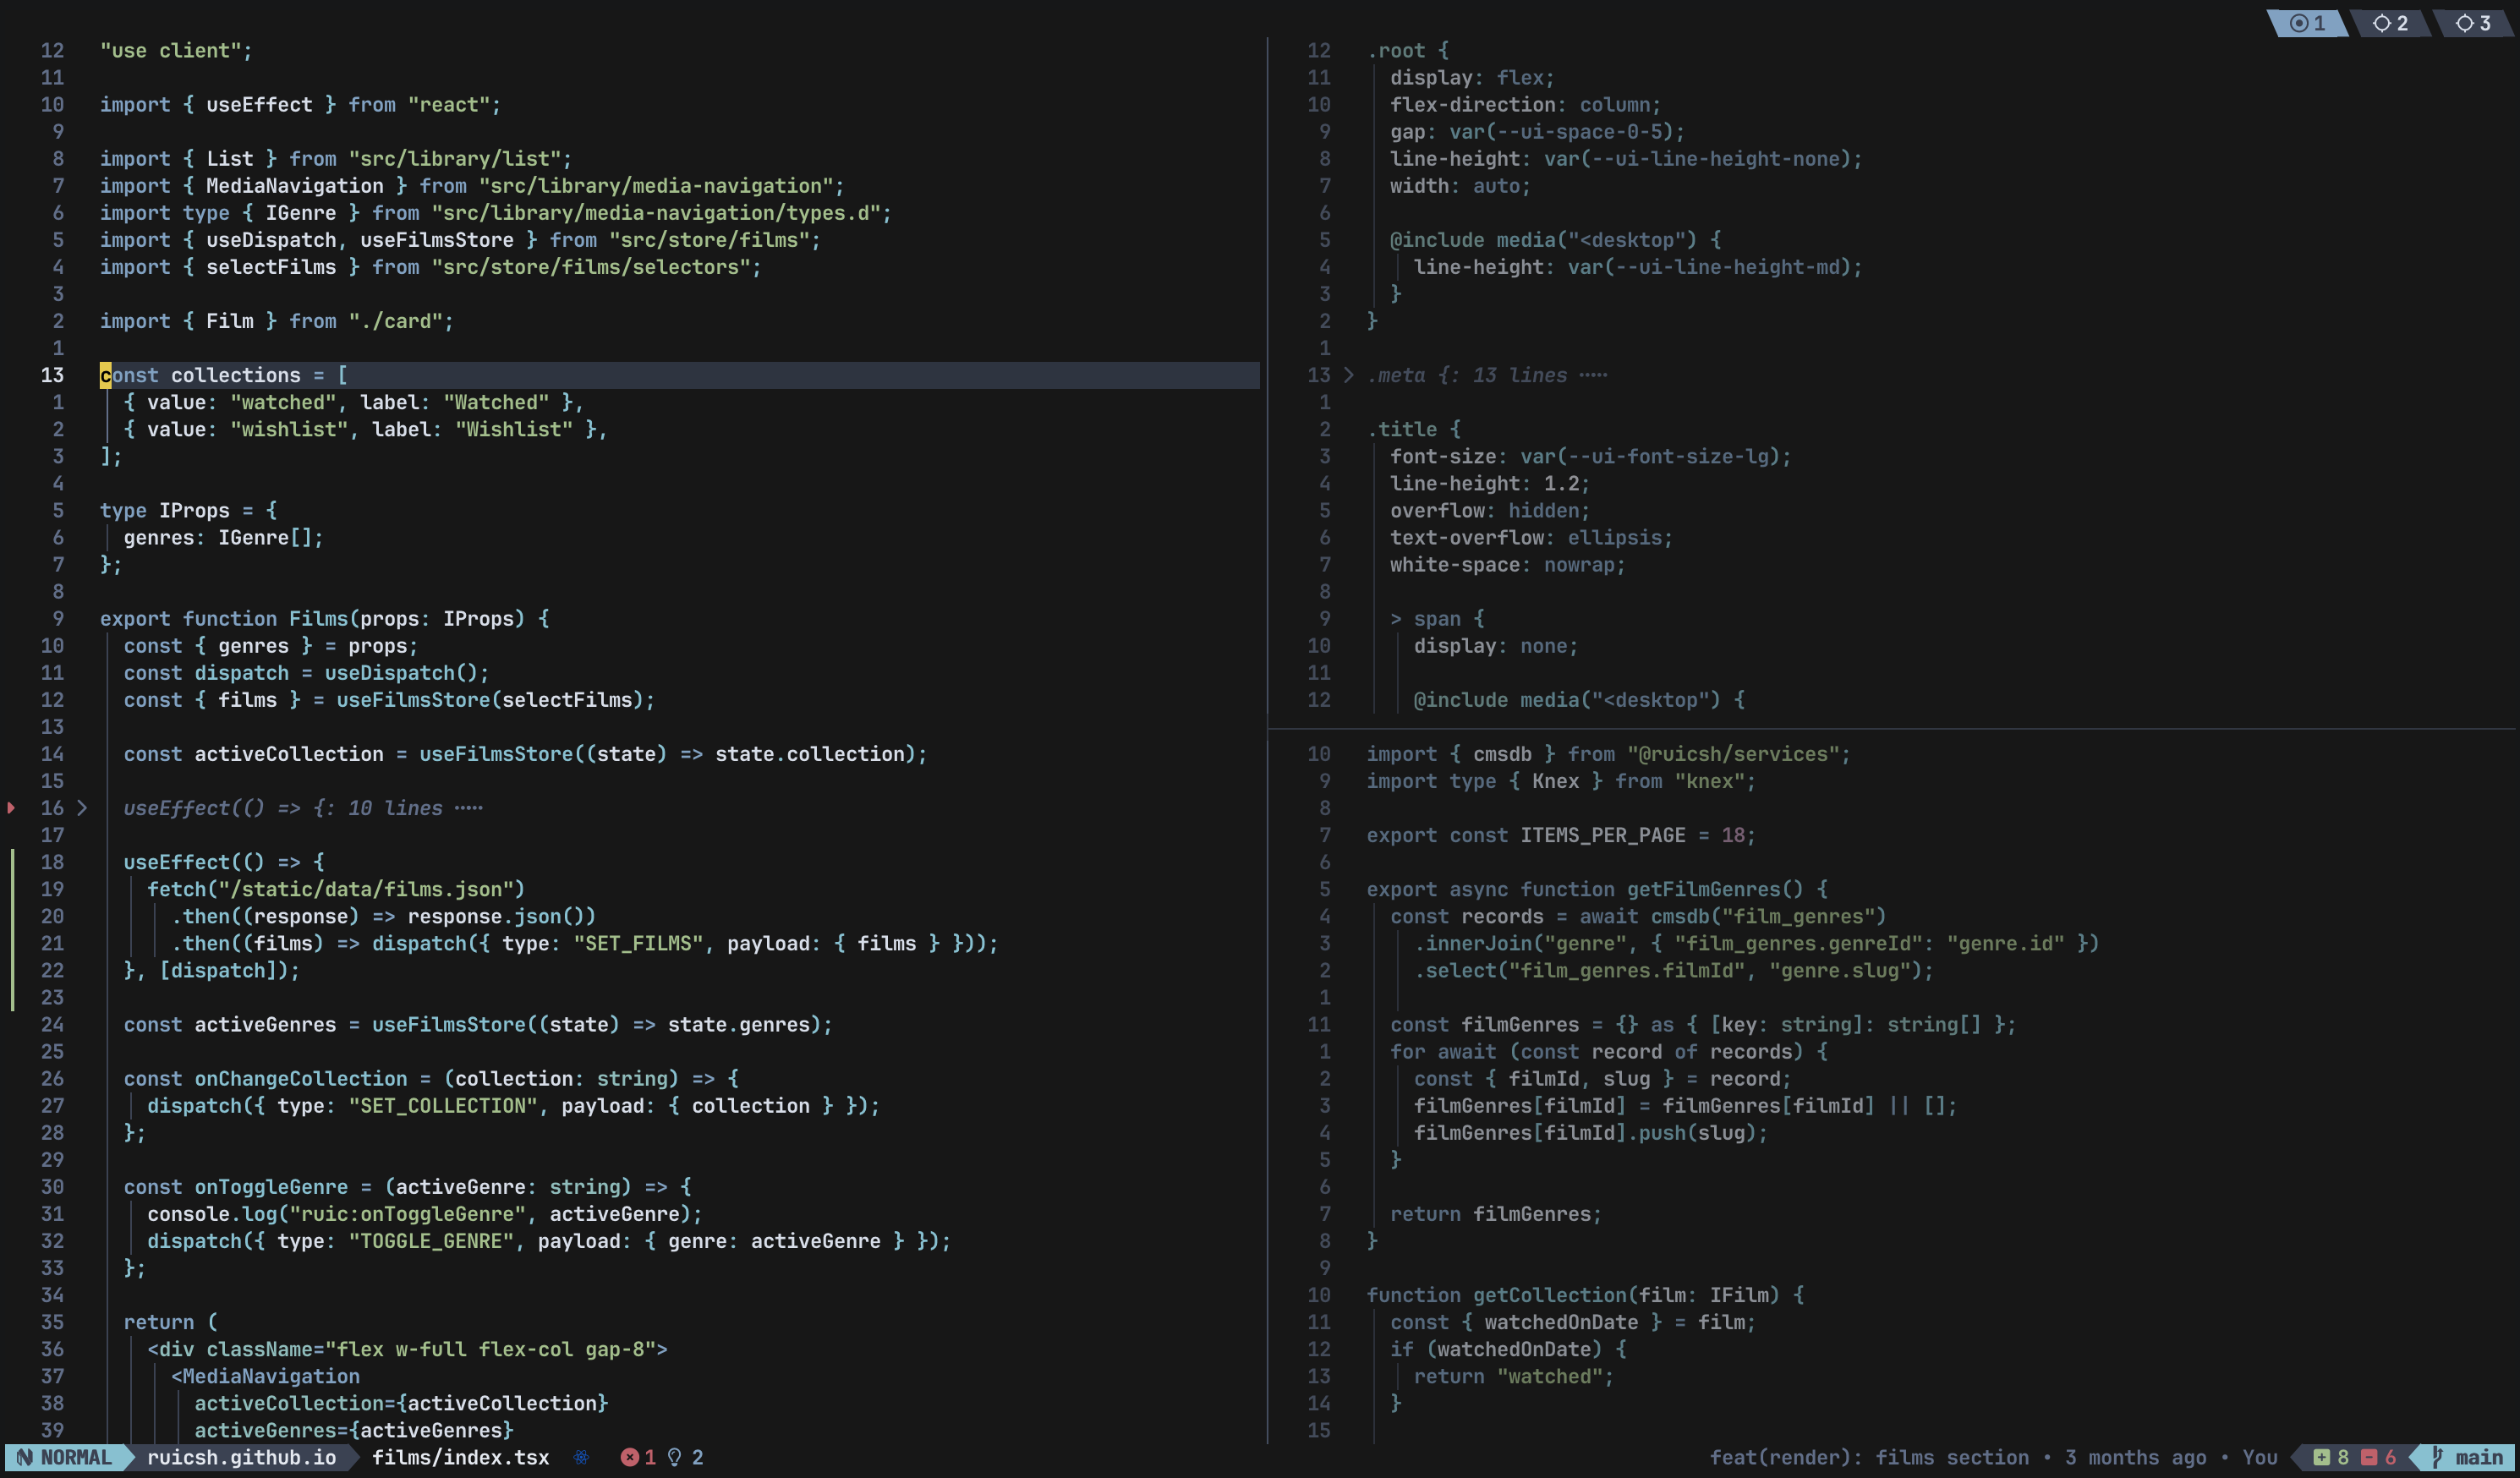 1 2 3
12 "use client";
11
10 import { useEffect } from "react";
9
8 import { List } from "src/library/list";
7 import { MediaNavigation } from "src/library/media-navigation";
6 import type { IGenre } from "src/library/media-navigation/types.d";
5 import { useDispatch, useFilmsStore } from "src/store/films";
4 import { selectFilms } from "src/store/films/selectors";
3
2 import { Film } from "./card";
1
13 const collections = [
1 { value: "watched", label: "Watched" },
2 { value: "wishlist", label: "Wishlist" },
3 ];
4
5 type IProps = {
6 genres: IGenre[];
7 };
8
9 export function Films(props: IProps) {
10 const { genres } = props;
11 const dispatch = useDispatch();
12 const { films } = useFilmsStore(selectFilms);
13
14 const activeCollection = useFilmsStore((state) => state.collection);
15
16 > useEffect(() => {: 10 lines ·····
17
18 useEffect(() => {
19 fetch("/static/data/films.json")
20 .then((response) => response.json())
21 .then((films) => dispatch({ type: "SET_FILMS", payload: { films } }));
22 }, [dispatch]);
23
24 const activeGenres = useFilmsStore((state) => state.genres);
25
26 const onChangeCollection = (collection: string) => {
27 dispatch({ type: "SET_COLLECTION", payload: { collection } });
28 };
29
30 const onToggleGenre = (activeGenre: string) => {
31 console.log("ruic:onToggleGenre", activeGenre);
32 dispatch({ type: "TOGGLE_GENRE", payload: { genre: activeGenre } });
33 };
34
35 return (
36 <div className="flex w-full flex-col gap-8">
37 <MediaNavigation
38 activeCollection={activeCollection}
39 activeGenres={activeGenres}
12 .root {
11 display: flex;
10 flex-direction: column;
9 gap: var(--ui-space-0-5);
8 line-height: var(--ui-line-height-none);
7 width: auto;
6
5 @include media("<desktop") {
4 line-height: var(--ui-line-height-md);
3 }
2 }
1
13 > .meta {: 13 lines ·····
1
2 .title {
3 font-size: var(--ui-font-size-lg);
4 line-height: 1.2;
5 overflow: hidden;
6 text-overflow: ellipsis;
7 white-space: nowrap;
8
9 > span {
10 display: none;
11
12 @include media("<desktop") {
10 import { cmsdb } from "@ruicsh/services";
9 import type { Knex } from "knex";
8
7 export const ITEMS_PER_PAGE = 18;
6
5 export async function getFilmGenres() {
4 const records = await cmsdb("film_genres")
3 .innerJoin("genre", { "film_genres.genreId": "genre.id" })
2 .select("film_genres.filmId", "genre.slug");
1
11 const filmGenres = {} as { [key: string]: string[] };
1 for await (const record of records) {
2 const { filmId, slug } = record;
3 filmGenres[filmId] = filmGenres[filmId] || [];
4 filmGenres[filmId].push(slug);
5 }
6
7 return filmGenres;
8 }
9
10 function getCollection(film: IFilm) {
11 const { watchedOnDate } = film;
12 if (watchedOnDate) {
13 return "watched";
14 }
15
NORMAL ruicsh.github.io films/index.tsx 1 2 feat(render): films section • 3 months ago • You 8 6 main